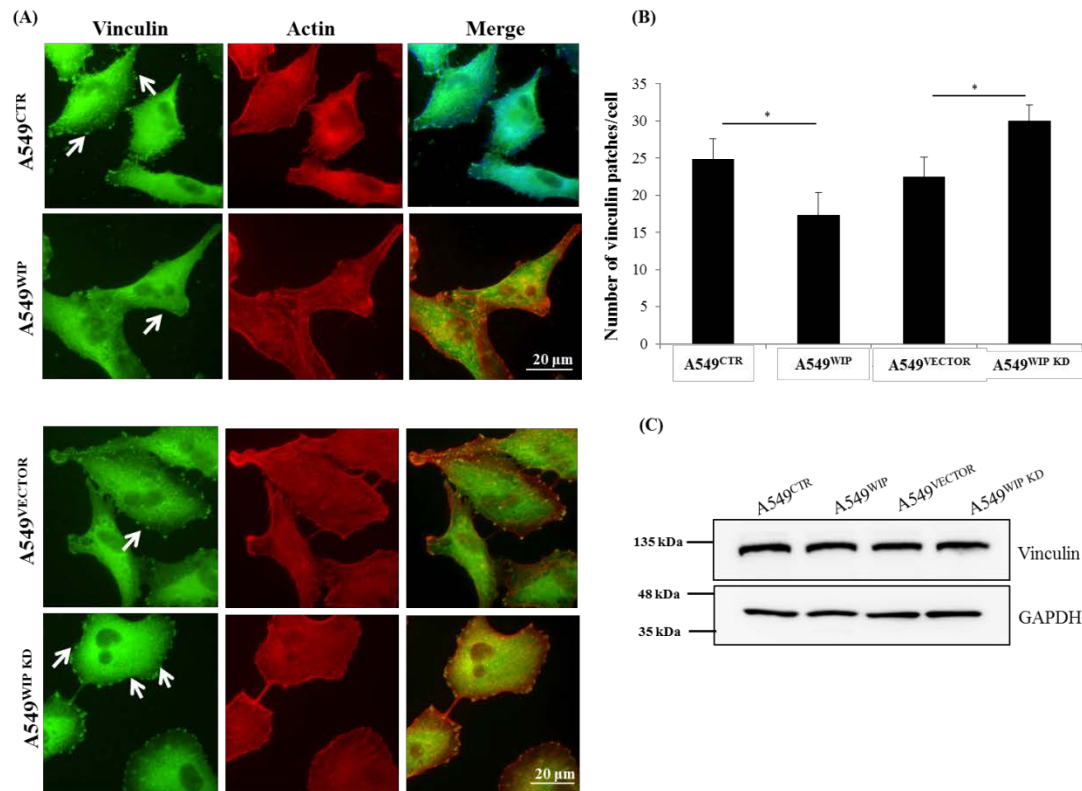 (A)
Vinculin Actin Merge
A549CTR
A549WIP
20 µm
A549VECTOR
A549WIP KD
20 µm
(B)
Number of vinculin patches/cell
35
30
25
20
15
10
5
0
*
*
A549CTR A549WIP A549VECTOR A549WIP KD
(C)
A549CTR A549WIP A549VECTOR A549WIP KD
135 kDa Vinculin
48 kDa
GAPDH
35 kDa